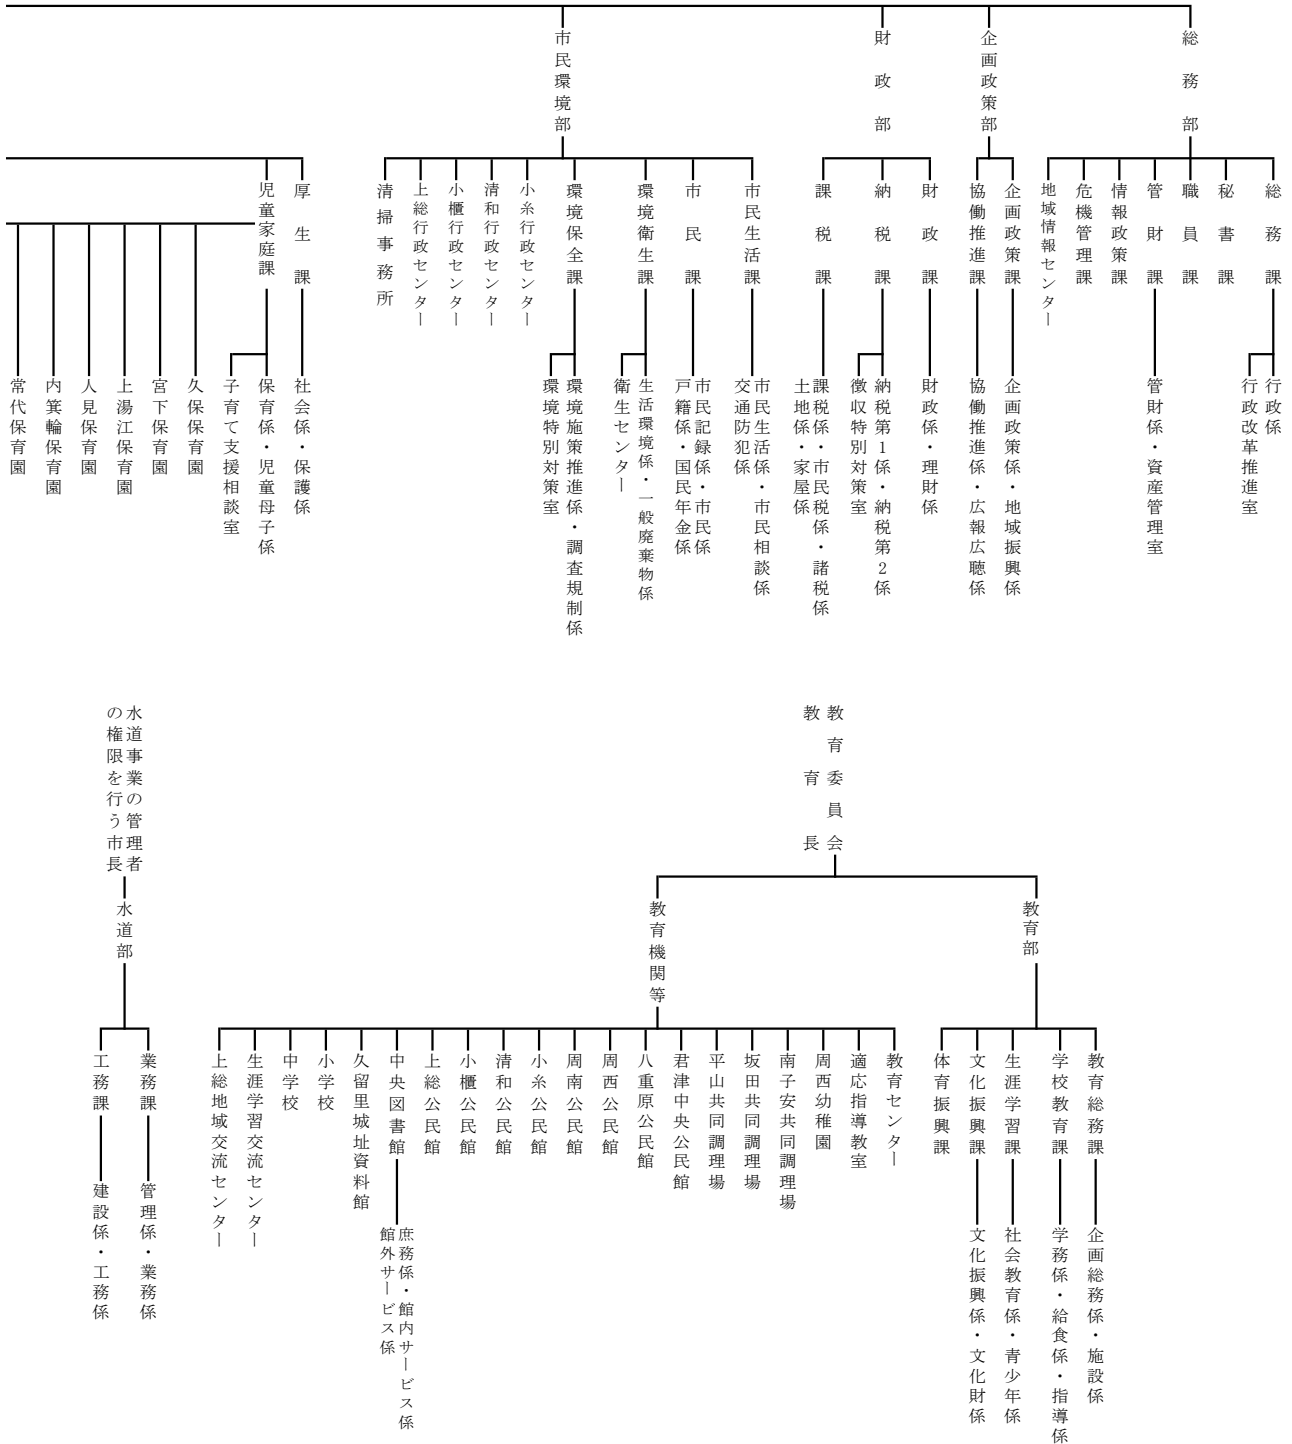 総務部
企画政策部
財政部
市民環境部
総務課
秘書課
職員課
管財課
情報政策課
危機管理課
地域情報センター
企画政策課
協働推進課
財政課
納税課
課税課
市民生活課
市民課
環境衛生課
環境保全課
小糸行政センター
清和行政センター
小櫃行政センター
上総行政センター
清掃事務所
厚生課
児童家庭課
行政係
行政改革推進室
管財係・資産管理室
企画政策係・地域振興係
協働推進係・広報広聴係
財政係・理財係
納税第1係・納税第2係
徴収特別対策室
課税係・市民税係・諸税係
土地係・家屋係
市民生活係・市民相談係
交通防犯係
市民記録係・市民係
戸籍係・国民年金係
生活環境係・一般廃棄物係
衛生センター
環境施策推進係・調査規制係
環境特別対策室
社会係・保護係
保育係・児童母子係
子育て支援相談室
久保保育園
宮下保育園
上湯江保育園
人見保育園
内箕輪保育園
常代保育園
教育委員会
教育長
教育部
教育機関等
教育総務課
学校教育課
生涯学習課
文化振興課
体育振興課
企画総務係・施設係
学務係・給食係・指導係
社会教育係・青少年係
文化振興係・文化財係
教育センター
適応指導教室
周西幼稚園
南子安共同調理場
坂田共同調理場
平山共同調理場
君津中央公民館
八重原公民館
周西公民館
周南公民館
小糸公民館
清和公民館
小櫃公民館
上総公民館
中央図書館
庶務係・館内サービス係
館外サービス係
久留里城址資料館
小学校
中学校
生涯学習交流センター
上総地域交流センター
水道事業の管理者
の権限を行う市長
水道部
業務課
工務課
管理係・業務係
建設係・工務係